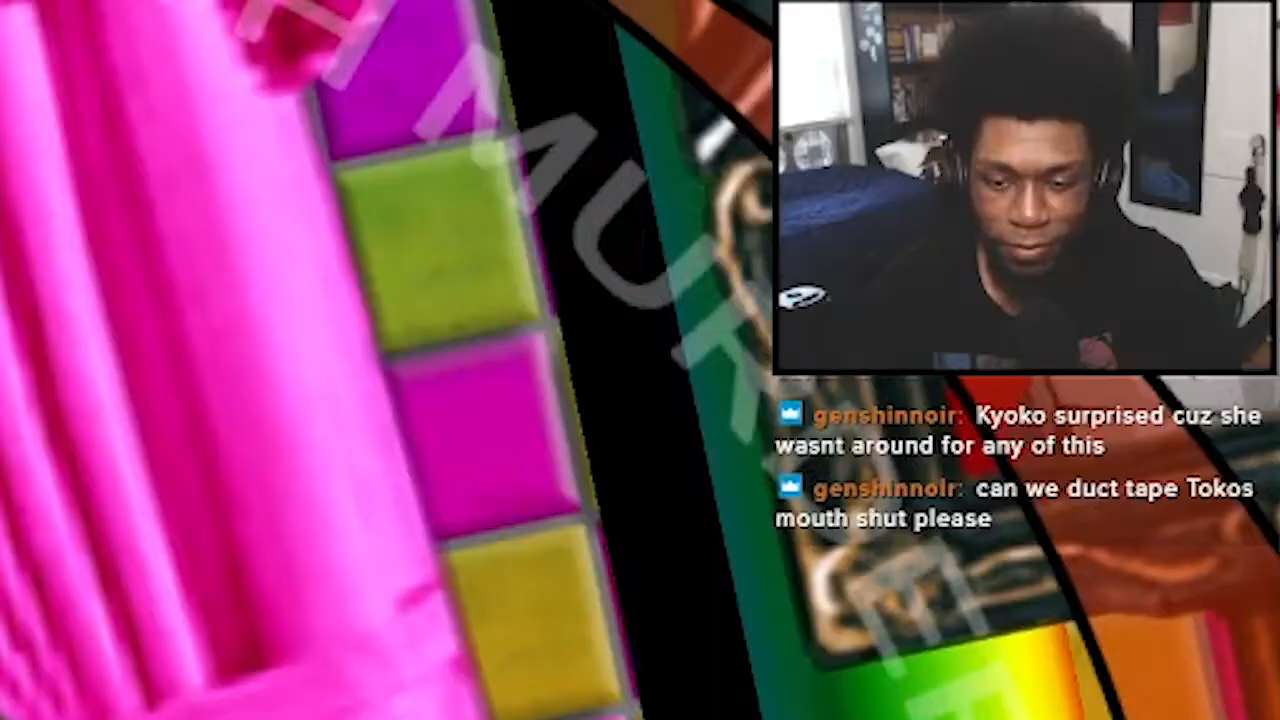 genshinnoir: Kyoko surprised cuz she
wasnt around for any of this
genshinnoir: can we duct tape Tokos
mouth shut please